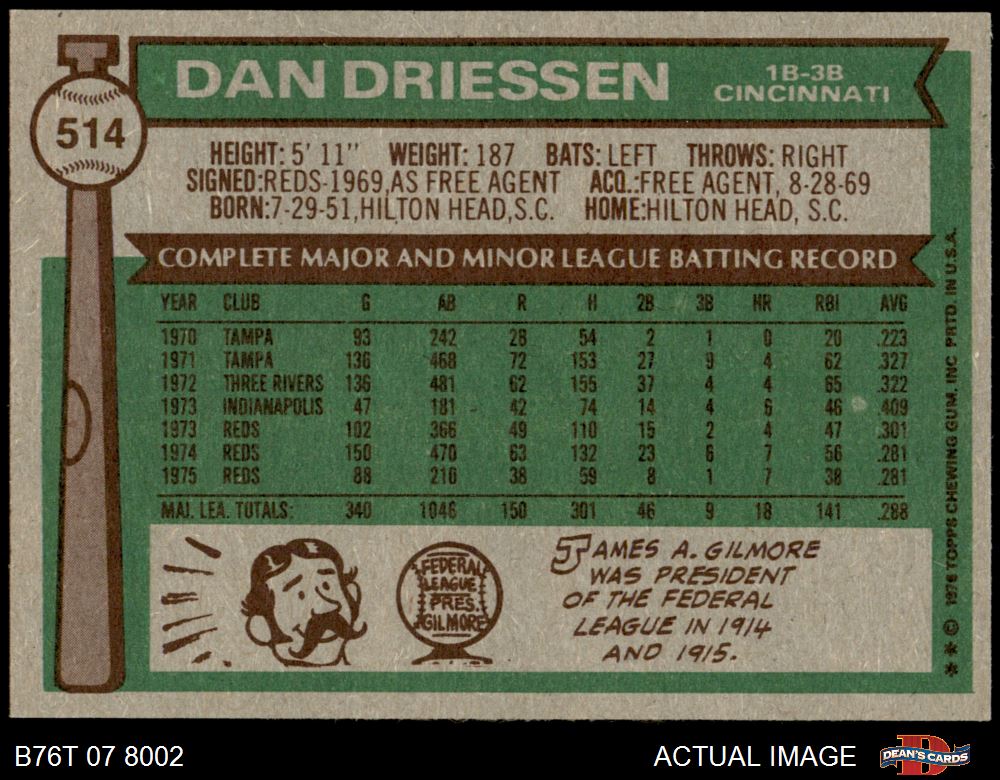 DAN DRIESSEN
1B-3B
CINCINNATI
514
HEIGHT: 5' 11" WEIGHT: 187 BATS: LEFT THROWS: RIGHT
SIGNED:REDS-1969,AS FREE AGENT ACQ.:FREE AGENT, 8-28-69
BORN:7-29-51,HILTON HEAD,S.C. HOME:HILTON HEAD, S.C.
COMPLETE MAJOR AND MINOR LEAGUE BATTING RECORD
YEAR CLUB G AB R H 2B 3B HR RBI AVG
1970 TAMPA 93 242 28 54 2 1 0 20 .223
1971 TAMPA 136 468 72 153 27 9 4 62 .327
1972 THREE RIVERS 136 481 62 155 37 4 4 65 .322
1973 INDIANAPOLIS 47 181 42 74 14 4 6 46 .409
1973 REDS 102 366 49 110 15 2 4 47 .301
1974 REDS 150 470 63 132 23 6 7 56 .281
1975 REDS 88 210 38 59 8 1 7 38 .281
MAJ. LEA. TOTALS: 340 1046 150 301 46 9 18 141 .288
FEDERAL
LEAGUE
PRES.
GILMORE
JAMES A. GILMORE
WAS PRESIDENT
OF THE FEDERAL
LEAGUE IN 1914
AND 1915.
** © 1976 TOPPS CHEWING GUM, INC PRTD. IN U.S.A.
B76T 07 8002
ACTUAL IMAGE
DEAN'S CARDS